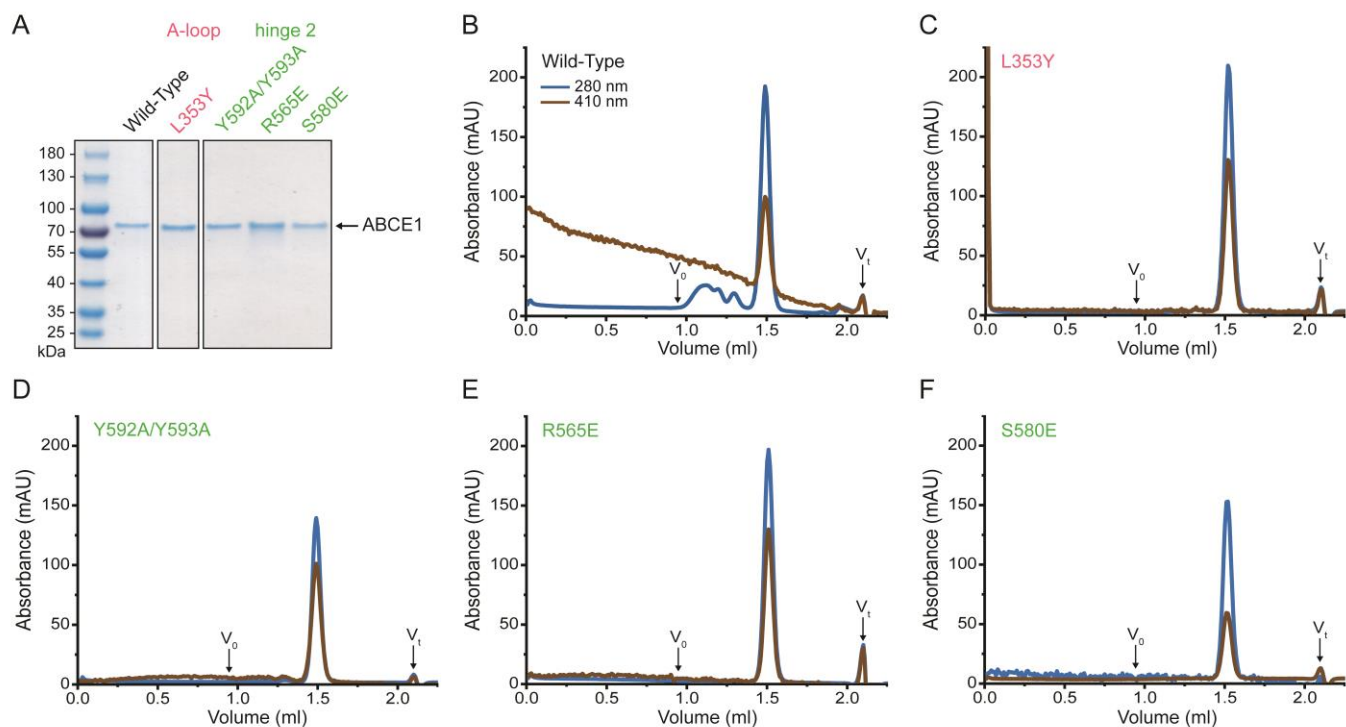 A
A-loop
hinge 2
Wild-Type
L353Y
Y592A/Y593A
R565E
S580E
180
130
100
70
55
40
35
25
kDa
ABCE1
B
Wild-Type
280 nm
410 nm
200
150
100
50
0
V0
Vt
0.0 0.5 1.0 1.5 2.0
Absorbance (mAU)
Volume (ml)
C
L353Y
200
150
100
50
0
V0
Vt
0.0 0.5 1.0 1.5 2.0
Absorbance (mAU)
Volume (ml)
D
Y592A/Y593A
200
150
100
50
0
V0
Vt
0.0 0.5 1.0 1.5 2.0
Absorbance (mAU)
Volume (ml)
E
R565E
200
150
100
50
0
V0
Vt
0.0 0.5 1.0 1.5 2.0
Absorbance (mAU)
Volume (ml)
F
S580E
200
150
100
50
0
V0
Vt
0.0 0.5 1.0 1.5 2.0
Absorbance (mAU)
Volume (ml)